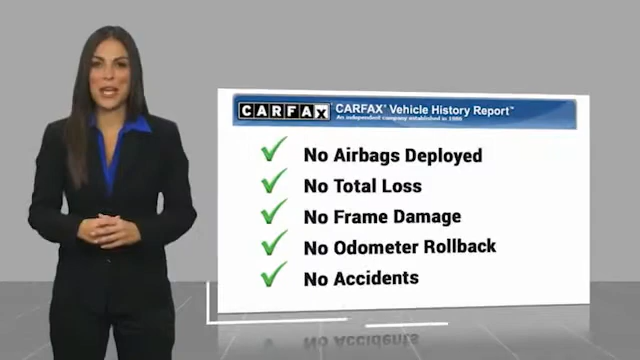 CARFAX CARFAX® Vehicle History Report™
An independent company established in 1986
No Airbags Deployed
No Total Loss
No Frame Damage
No Odometer Rollback
No Accidents